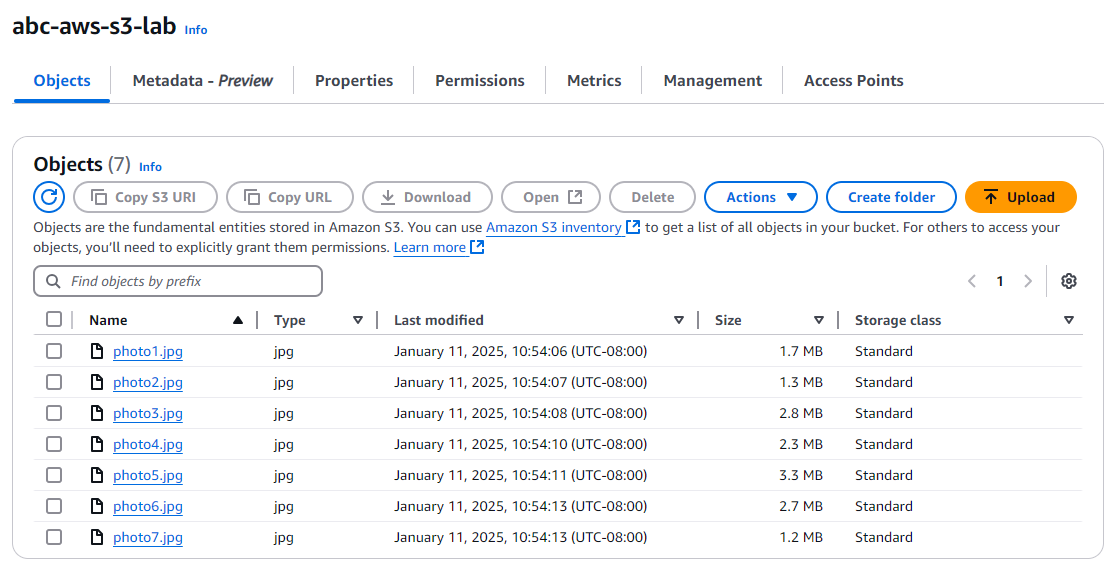 abc-aws-s3-lab Info
Objects Metadata - Preview Properties Permissions Metrics Management Access Points
Objects (7) Info
Copy S3 URI Copy URL Download Open Delete Actions Create folder Upload
Objects are the fundamental entities stored in Amazon S3. You can use Amazon S3 inventory to get a list of all objects in your bucket. For others to access your
objects, you'll need to explicitly grant them permissions. Learn more
Find objects by prefix 1
Name Type Last modified Size Storage class
photo1.jpg jpg January 11, 2025, 10:54:06 (UTC-08:00) 1.7 MB Standard
photo2.jpg jpg January 11, 2025, 10:54:07 (UTC-08:00) 1.3 MB Standard
photo3.jpg jpg January 11, 2025, 10:54:08 (UTC-08:00) 2.8 MB Standard
photo4.jpg jpg January 11, 2025, 10:54:10 (UTC-08:00) 2.3 MB Standard
photo5.jpg jpg January 11, 2025, 10:54:11 (UTC-08:00) 3.3 MB Standard
photo6.jpg jpg January 11, 2025, 10:54:13 (UTC-08:00) 2.7 MB Standard
photo7.jpg jpg January 11, 2025, 10:54:13 (UTC-08:00) 1.2 MB Standard